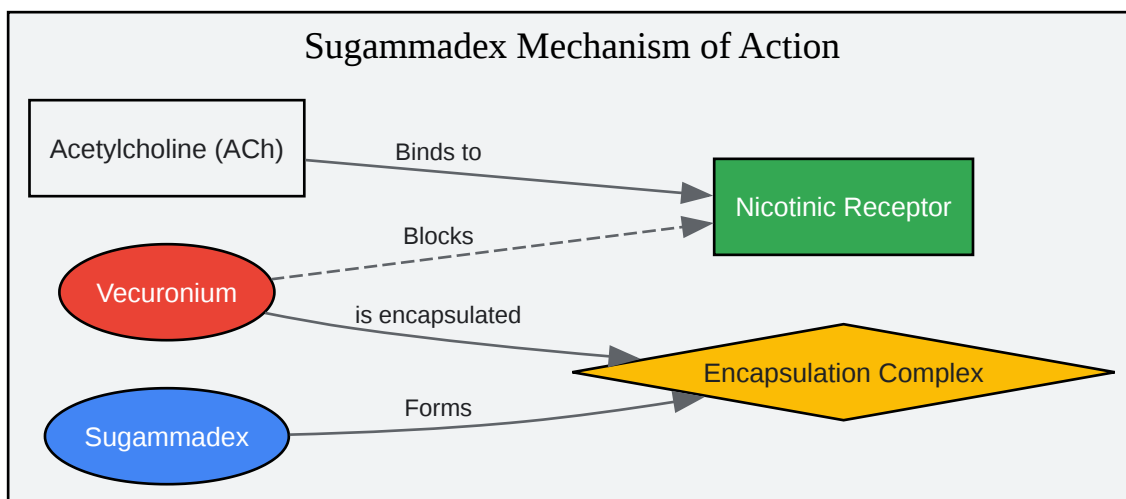 Sugammadex Mechanism of Action
Acetylcholine (ACh)
Binds to
Nicotinic Receptor
Blocks
Vecuronium
is encapsulated
Encapsulation Complex
Forms
Sugammadex